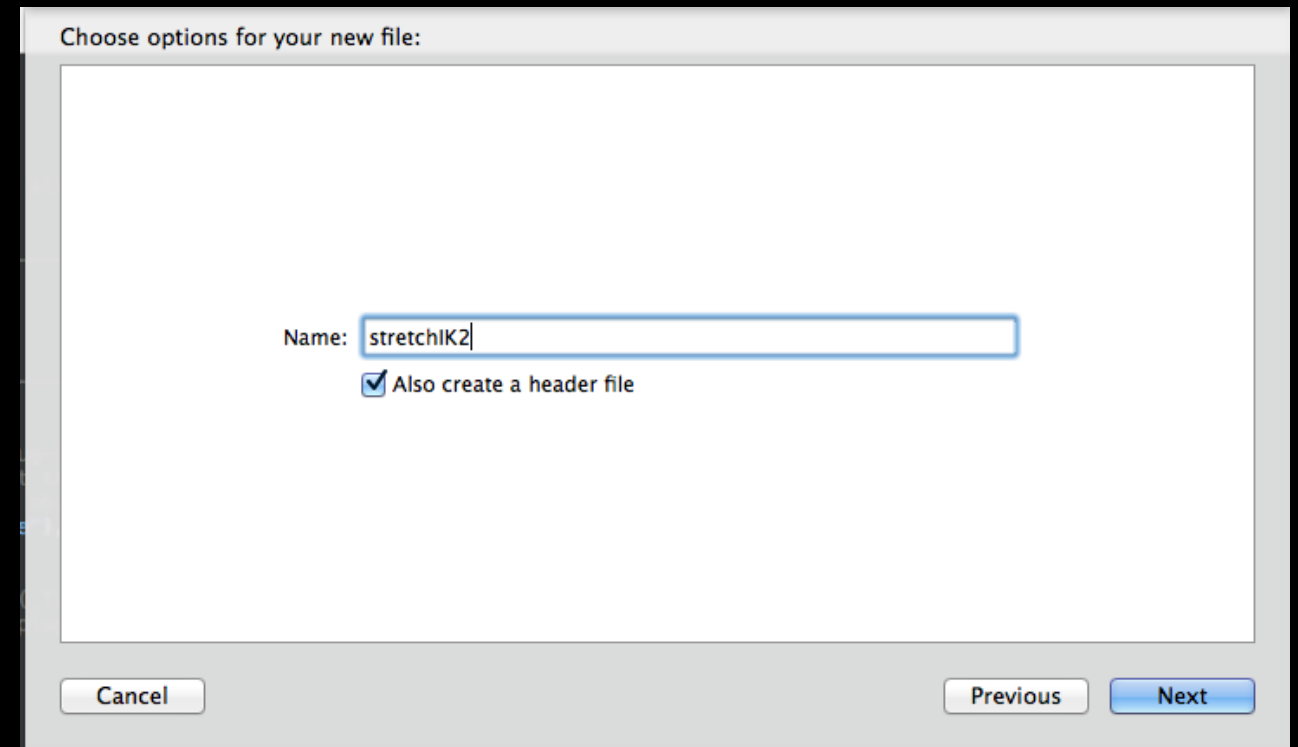 Choose options for your new file:
Name: stretchIK2
Also create a header file
Cancel Previous Next